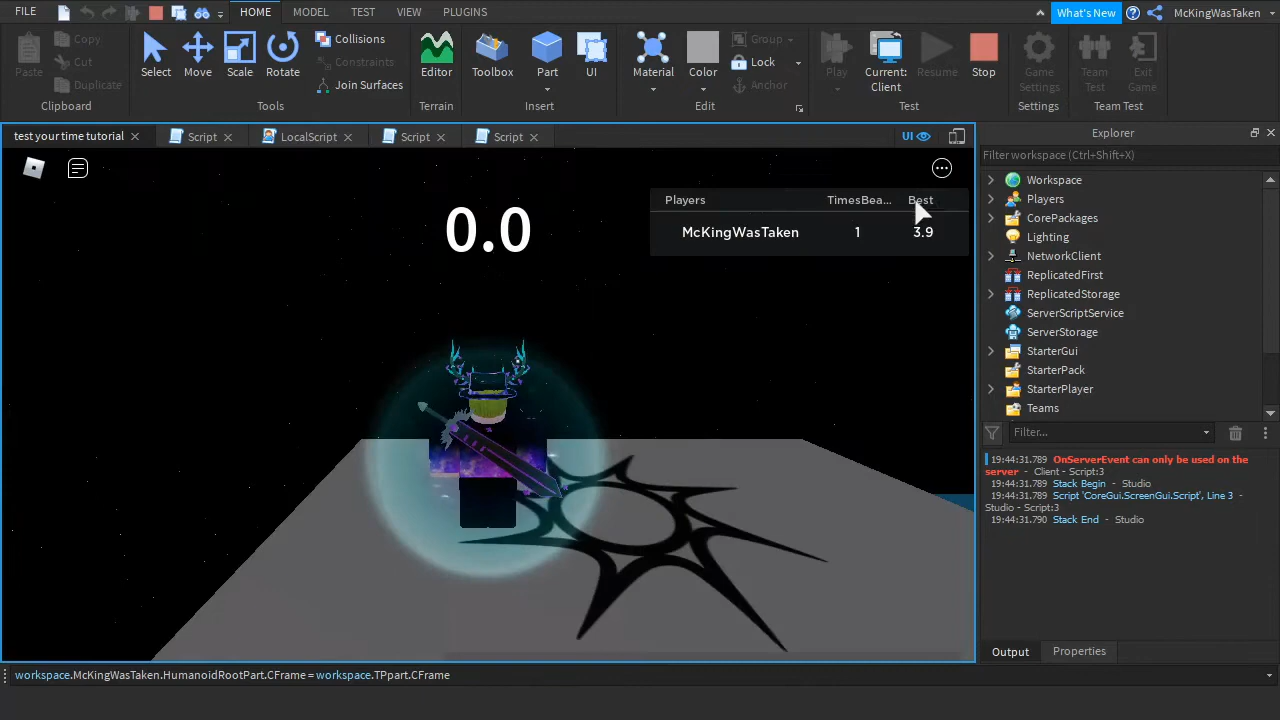 FILE HOME MODEL TEST VIEW PLUGINS What's New McKingWasTaken
Paste Copy Cut Duplicate Select Move Scale Rotate Collisions Constraints Join Surfaces Editor Toolbox Part UI Material Color Group Lock Anchor Play Current: Client Resume Stop Game Settings Team Test Exit Game
Clipboard Tools Terrain Insert Edit Test Settings Team Test
test your time tutorial Script LocalScript Script Script UI
Explorer
Filter workspace (Ctrl+Shift+X)
Players TimesBea... Best
McKingWasTaken 1 3.9
0.0
Workspace
Players
CorePackages
Lighting
NetworkClient
ReplicatedFirst
ReplicatedStorage
ServerScriptService
ServerStorage
StarterGui
StarterPack
StarterPlayer
Teams
Filter...
19:44:31.789 OnServerEvent can only be used on the
server - Client - Script:3
19:44:31.789 Stack Begin - Studio
19:44:31.789 Script 'CoreGui.ScreenGui.Script', Line 3 -
Studio - Script:3
19:44:31.790 Stack End - Studio
Output Properties
workspace.McKingWasTaken.HumanoidRootPart.CFrame = workspace.TPpart.CFrame